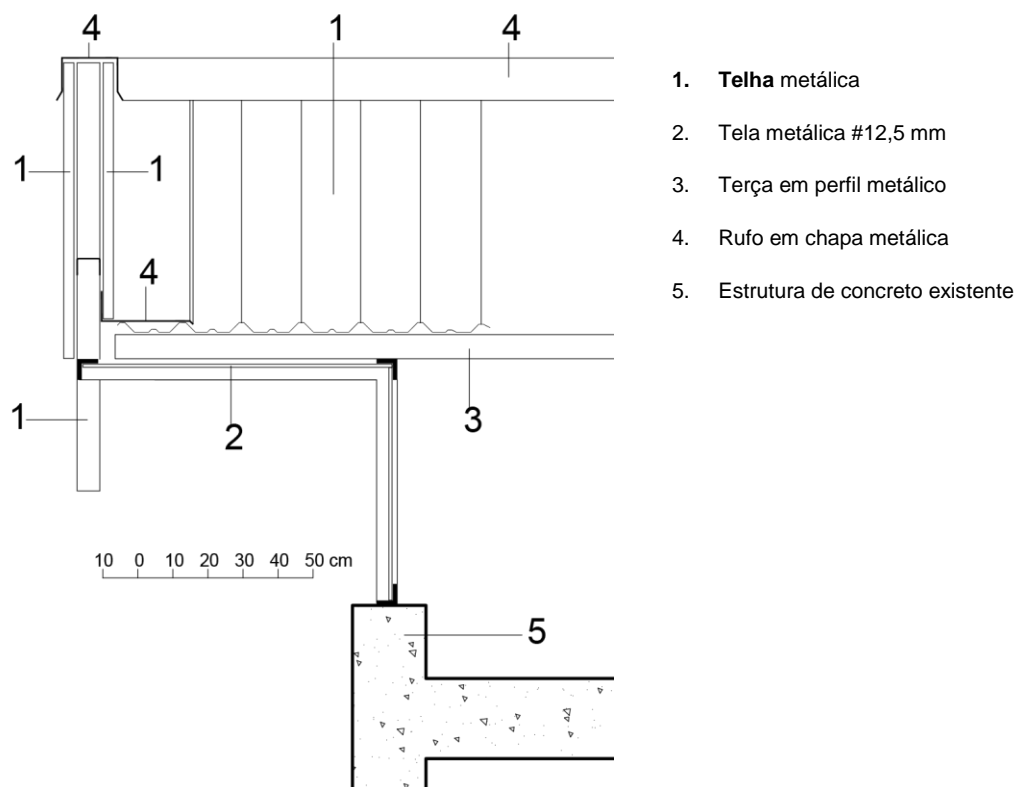 4 1 4
1. Telha metálica
2. Tela metálica #12,5 mm
1 1
3. Terça em perfil metálico
4. Rufo em chapa metálica
4
5. Estrutura de concreto existente
1 2 3
10 0 10 20 30 40 50 cm
5